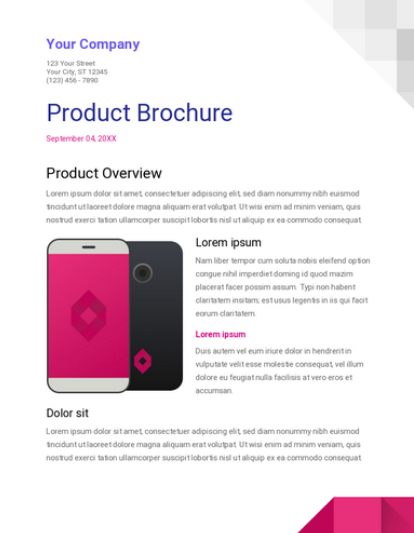 Your Company
123 Your Street
Your City, ST 12345
(123) 456 - 7890
Product Brochure
September 04, 20XX
Product Overview
Lorem ipsum dolor sit amet, consectetuer adipiscing elit, sed diam nonummy nibh euismod
tincidunt ut laoreet dolore magna aliquam erat volutpat. Ut wisi enim ad minim veniam, quis
nostrud exerci tation ullamcorper suscipit lobortis nisl ut aliquip ex ea commodo consequat.
Lorem ipsum
Nam liber tempor cum soluta nobis eleifend option
congue nihil imperdiet doming id quod mazim
placerat facer possim assum. Typi non habent
claritatem insitam; est usus legentis in iis qui facit
eorum claritatem.
Lorem ipsum
Duis autem vel eum iriure dolor in hendrerit in
vulputate velit esse molestie consequat, vel illum
dolore eu feugiat nulla facilisis at vero eros et
accumsan.
Dolor sit
Lorem ipsum dolor sit amet, consectetuer adipiscing elit, sed diam nonummy nibh euismod
tincidunt ut laoreet dolore magna aliquam erat volutpat. Ut wisi enim ad minim veniam, quis
nostrud exerci tation ullamcorper suscipit lobortis nisl ut aliquip ex ea commodo consequat.